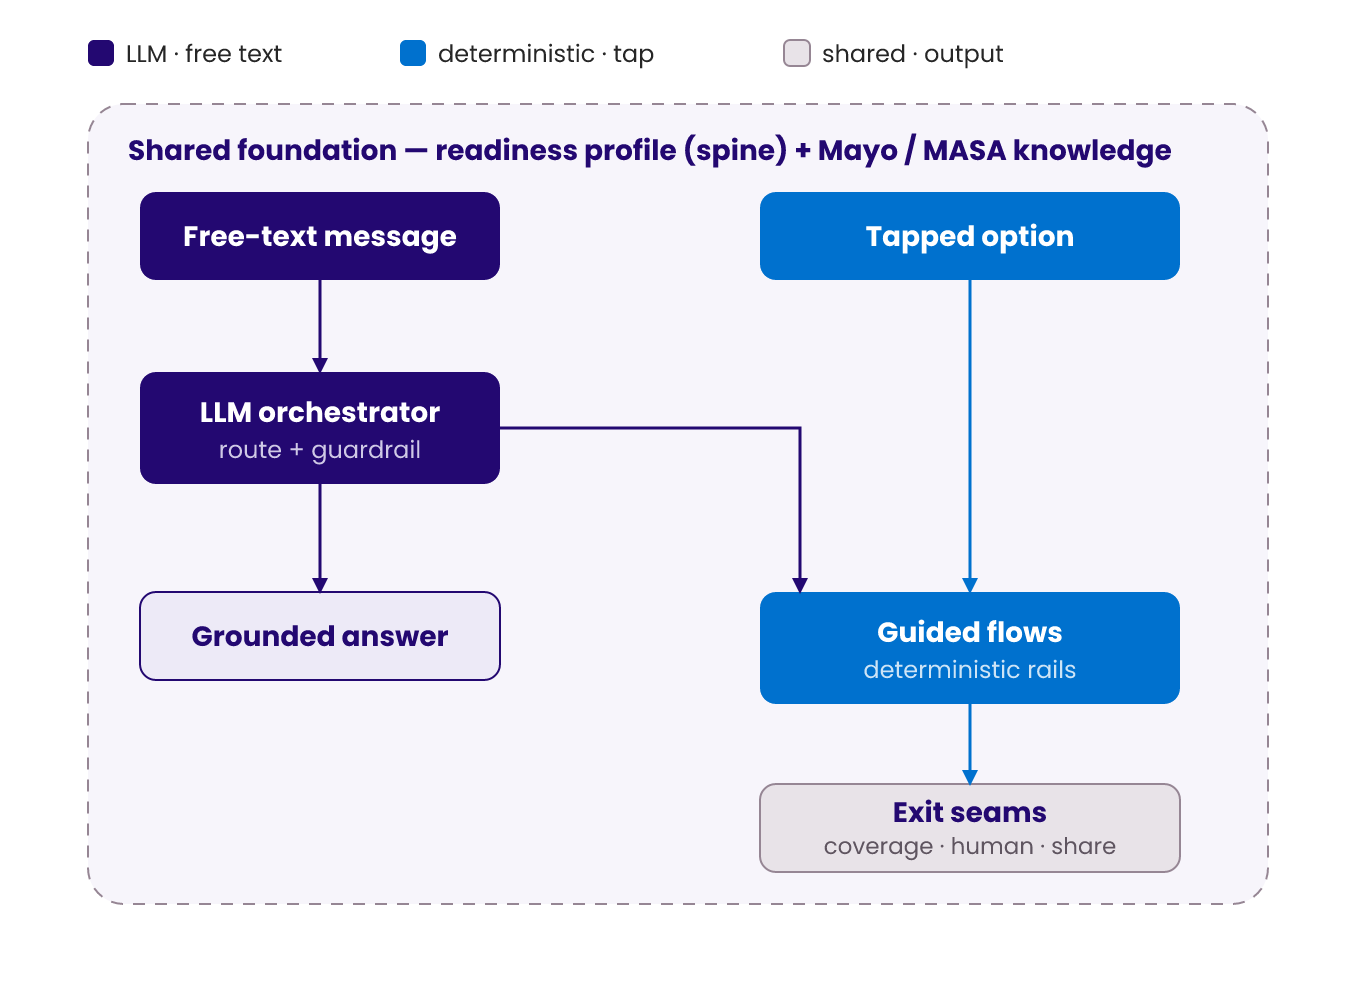 LLM · free text
deterministic · tap
shared · output
Shared foundation — readiness profile (spine) + Mayo / MASA knowledge
Free-text message
Tapped option
LLM orchestrator
route + guardrail
Grounded answer
Guided flows
deterministic rails
Exit seams
coverage · human · share